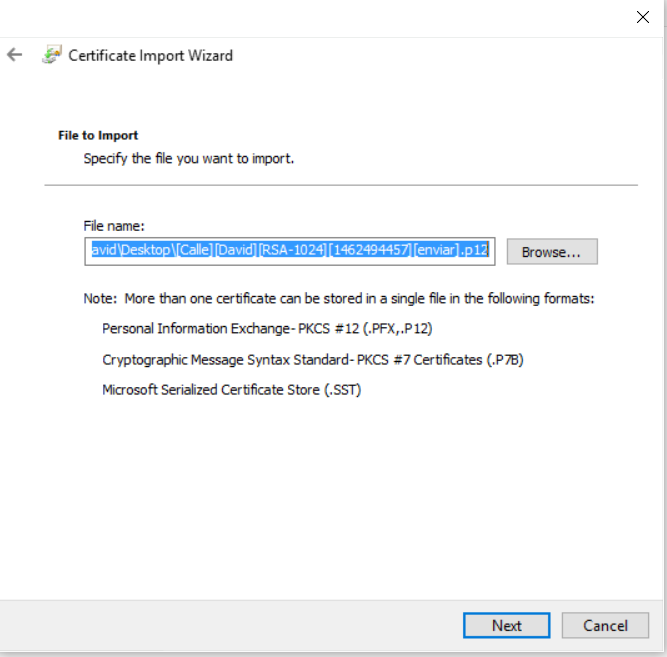 Certificate Import Wizard
File to Import
Specify the file you want to import.
File name:
avid\Desktop\[Calle][David][RSA-1024][1462494457][enviar].p12
Browse...
Note: More than one certificate can be stored in a single file in the following formats:
Personal Information Exchange- PKCS #12 (.PFX,.P12)
Cryptographic Message Syntax Standard- PKCS #7 Certificates (.P7B)
Microsoft Serialized Certificate Store (.SST)
Next
Cancel